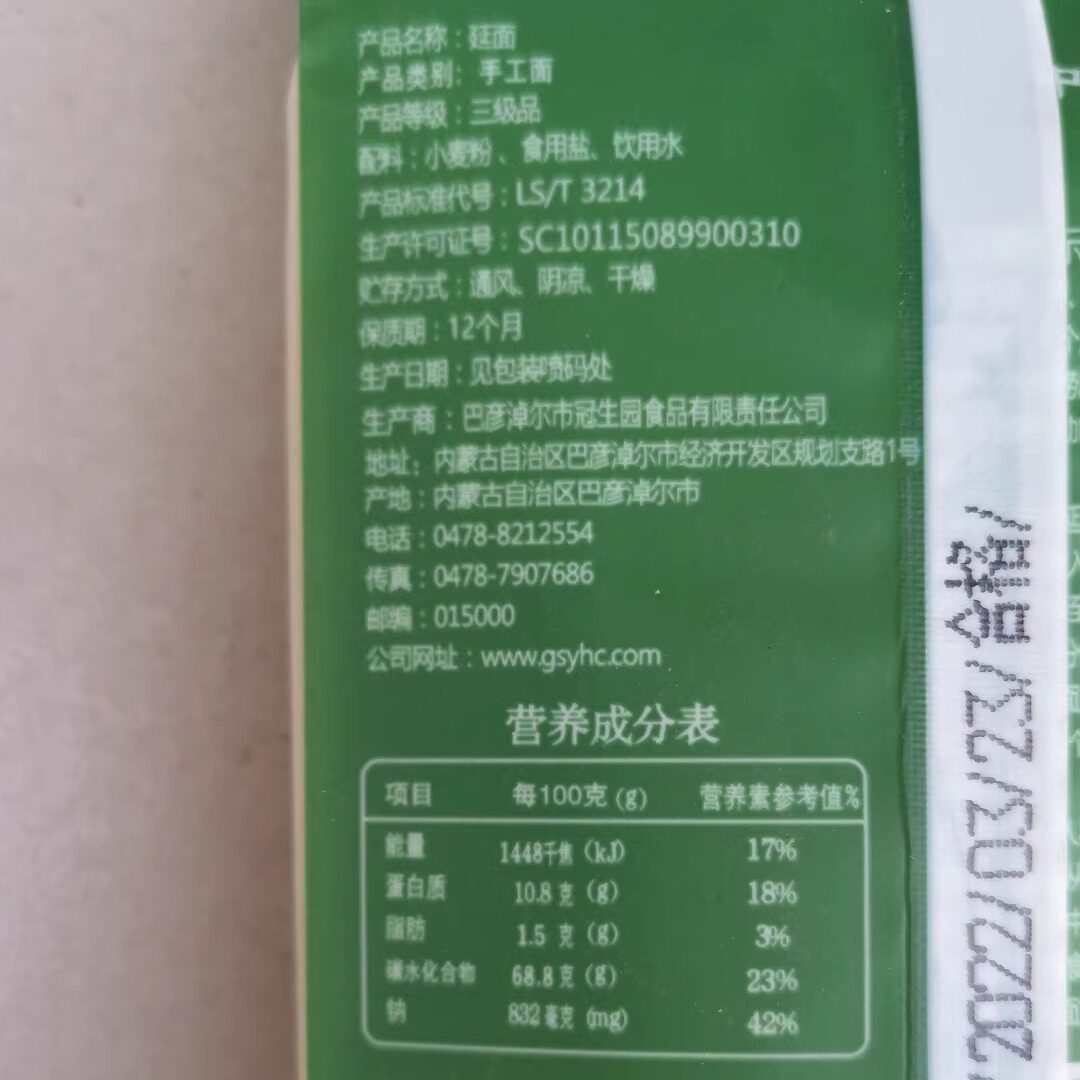 产品名称：莛面
产品类别：手工面
产品等级：三级品
配料：小麦粉、食用盐、饮用水
产品标准代号：LS/T 3214
生产许可证号：SC10115089900310
贮存方式：通风、阴凉、干燥
保质期：12个月
生产日期：见包装喷码处
生产商：巴彦淖尔市冠生园食品有限责任公司
地址：内蒙古自治区巴彦淖尔市经济开发区规划支路1号
产地：内蒙古自治区巴彦淖尔市
电话：0478-8212554
传真：0478-7907686
邮编：015000
公司网址：www.gsyhc.com
营养成分表
项目 每100克(g) 营养素参考值%
能量 1448千焦（kJ） 17%
蛋白质 10.8克（g） 18%
脂肪 1.5克（g） 3%
碳水化合物 68.8克（g） 23%
钠 832毫克（mg） 42%
2022/03/23/合格/